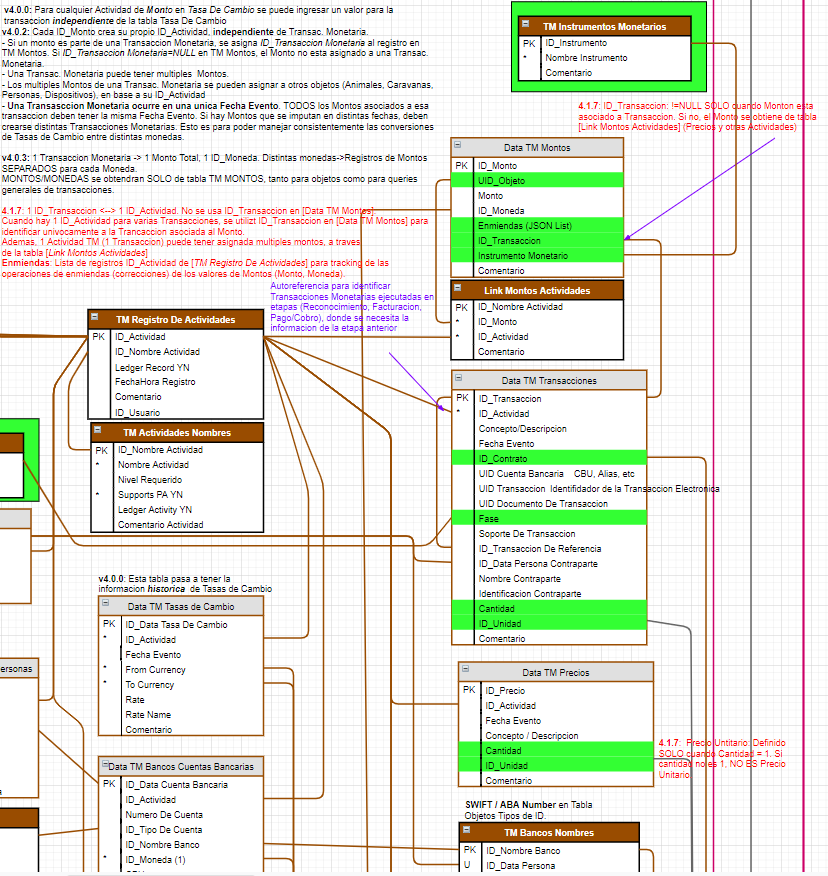 v4.0.0: Para cualquier Actividad de Monto en Tasa De Cambio se puede ingresar un valor para la
transaccion independiente de la tabla Tasa De Cambio
v4.0.2: Cada ID_Monto crea su propio ID_Actividad, independiente de Transac. Monetaria.
- Si un monto es parte de una Transaccion Monetaria, se asigna ID_Transaccion Monetaria al registro en
TM Montos. Si ID_Transaccion Monetaria=NULL en TM Montos, el Monto no esta asignado a una Transac.
Monetaria.
- Una Transac. Monetaria puede tener multiples Montos.
- Los multiples Montos de una Transac. Monetaria se pueden asignar a otros objetos (Animales, Caravanas,
Personas, Dispositivos), en base a su ID_Actividad
- Una Transasccion Monetaria ocurre en una unica Fecha Evento. TODOS los Montos asociados a esa
transaccion deben tener la misma Fecha Evento. Si hay Montos que se imputan en distintas fechas, deben
crearse distintas Transacciones Monetarias. Esto es para poder manejar consistentemente las conversiones
de Tasas de Cambio entre distintas monedas.
v4.0.3: 1 Transaccion Monetaria -> 1 Monto Total, 1 ID_Moneda. Distintas monedas->Registros de Montos
SEPARADOS para cada Moneda.
MONTOS/MONEDAS se obtendran SOLO de tabla TM MONTOS, tanto para objetos como para queries
generales de transacciones.
4.1.7: 1 ID_Transaccion <--> 1 ID_Actividad. No se usa ID_Transaccion en [Data TM Montos].
Cuando hay 1 ID_Actividad para varias Transacciones, se utilizt ID_Transaccion en [Data TM Montos] para
identificar univocamente a la Trancaccion asociada al Monto.
Ademas, 1 Actividad TM (1 Transaccion) puede tener asignada multiples montos, a traves
de la tabla [Link Montos Actividades]
Enmiendas: Lista de registros ID_Actividad de [TM Registro De Actividades] para tracking de las
operaciones de enmiendas (correcciones) de los valores de Montos (Monto, Moneda).
TM Instrumentos Monetarios
PK ID_Instrumento
* Nombre Instrumento
Comentario
4.1.7: ID_Transaccion: !=NULL SOLO cuando Monton esta
asociado a Transaccion. Si no, el Monto se obtiene de tabla
[Link Montos Actividades] (Precios y otras Actividades)
Data TM Montos
PK ID_Monto
UID_Objeto
Monto
ID_Moneda
Enmiendas (JSON List)
ID_Transaccion
Instrumento Monetario
Comentario
Link Montos Actividades
PK ID_Nombre Actividad
* ID_Monto
* ID_Actividad
Comentario
Autoreferencia para identificar
Transacciones Monetarias ejecutadas en
etapas (Reconocimiento, Facturacion,
Pago/Cobro), donde se necesita la
informacion de la etapa anterior
TM Registro De Actividades
PK ID_Actividad
ID_Nombre Actividad
Ledger Record YN
FechaHora Registro
Comentario
ID_Usuario
TM Actividades Nombres
PK ID_Nombre Actividad
* Nombre Actividad
Nivel Requerido
* Supports PA YN
Ledger Activity YN
Comentario Actividad
Data TM Transacciones
PK ID_Transaccion
* ID_Actividad
Concepto/Descripcion
Fecha Evento
ID_Contrato
UID Cuenta Bancaria CBU, Alias, etc
UID Transaccion Identifidador de la Transaccion Electronica
UID Documento De Transaccion
Fase
Soporte De Transaccion
ID_Transaccion De Referencia
ID_Data Persona Contraparte
Nombre Contraparte
Identificacion Contraparte
Cantidad
ID_Unidad
Comentario
v4.0.0: Esta tabla pasa a tener la
informacion historica de Tasas de Cambio
Data TM Tasas de Cambio
PK ID_Data Tasa De Cambio
* ID_Actividad
Fecha Evento
* From Currency
* To Currency
Rate
Rate Name
Comentario
ersonas
Data TM Precios
PK ID_Precio
ID_Actividad
Fecha Evento
Concepto / Descripcion
Cantidad
ID_Unidad
Comentario
4.1.7: Precio Untitario: Definido
SOLO cuando Cantidad = 1. Si
cantidad no es 1, NO ES Precio
Unitario
Data TM Bancos Cuentas Bancarias
PK ID_Data Cuenta Bancaria
ID_Actividad
Numero De Cuenta
ID_Tipo De Cuenta
ID_Nombre Banco
* ID_Moneda (1)
SWIFT / ABA Number en Tabla
Objetos Tipos de ID.
TM Bancos Nombres
PK ID_Nombre Banco
U ID_Data Persona